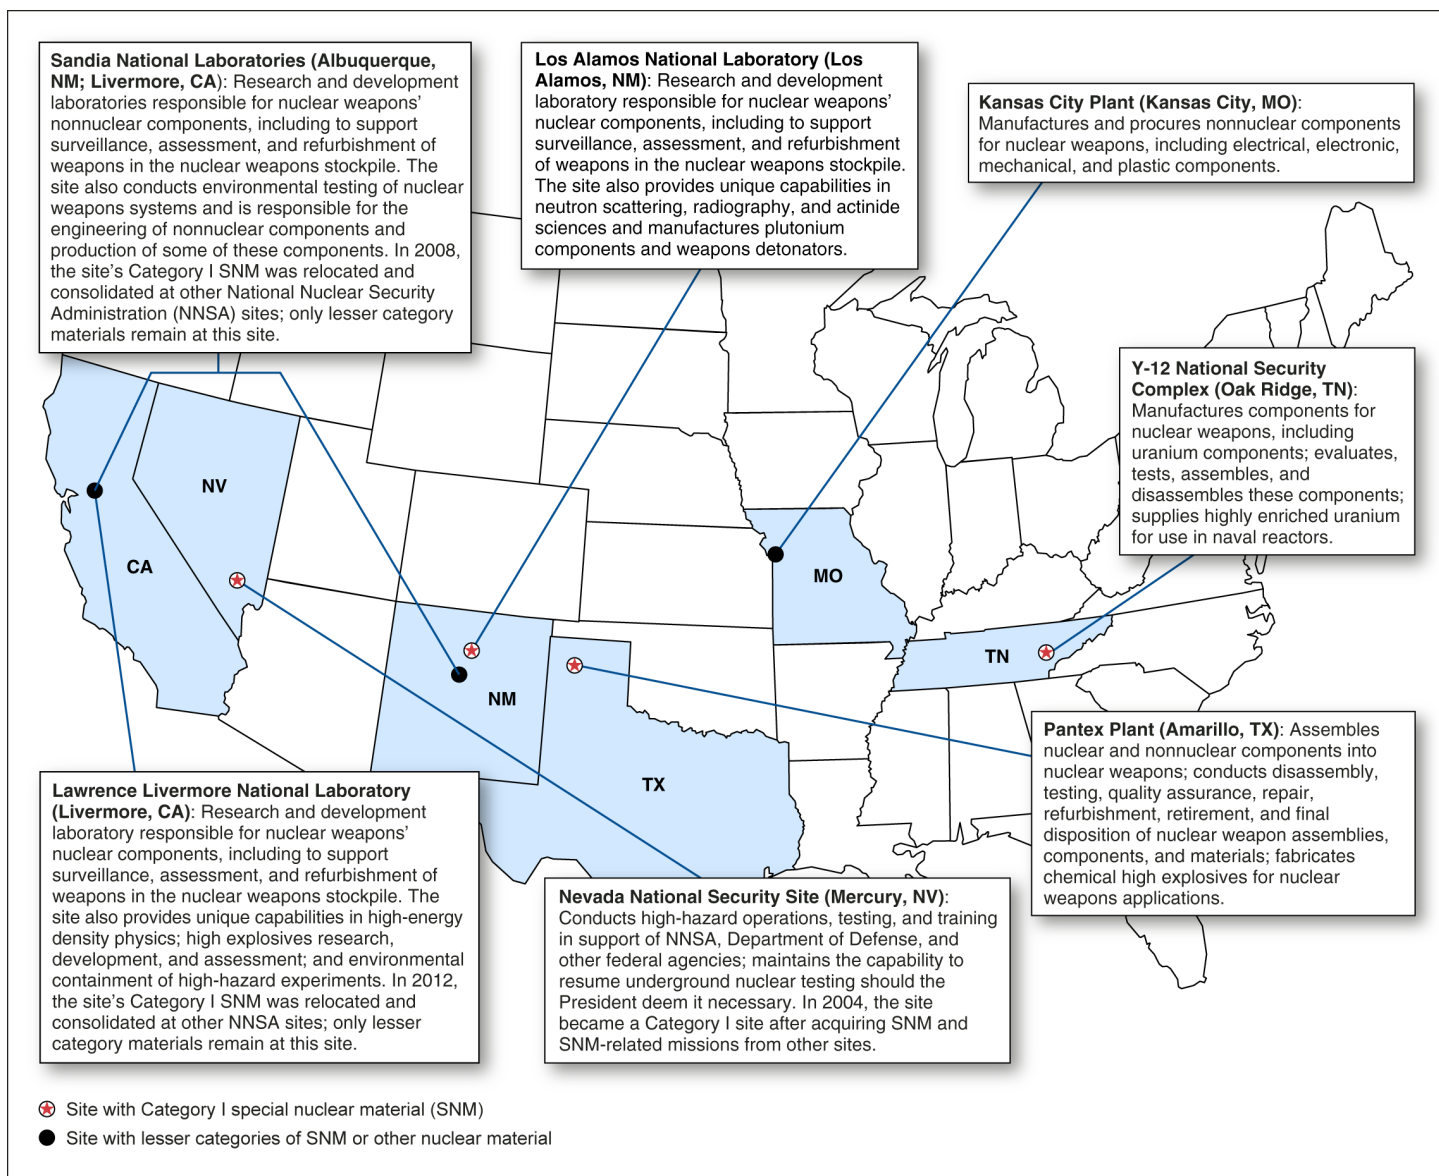 Sandia National Laboratories (Albuquerque,
NM; Livermore, CA): Research and development
laboratories responsible for nuclear weapons’
nonnuclear components, including to support
surveillance, assessment, and refurbishment of
weapons in the nuclear weapons stockpile. The
site also conducts environmental testing of nuclear
weapons systems and is responsible for the
engineering of nonnuclear components and
production of some of these components. In 2008,
the site’s Category I SNM was relocated and
consolidated at other National Nuclear Security
Administration (NNSA) sites; only lesser category
materials remain at this site.
Los Alamos National Laboratory (Los
Alamos, NM): Research and development
laboratory responsible for nuclear weapons’
nuclear components, including to support
surveillance, assessment, and refurbishment
of weapons in the nuclear weapons stockpile.
The site also provides unique capabilities in
neutron scattering, radiography, and actinide
sciences and manufactures plutonium
components and weapons detonators.
Kansas City Plant (Kansas City, MO):
Manufactures and procures nonnuclear components
for nuclear weapons, including electrical, electronic,
mechanical, and plastic components.
Y-12 National Security
Complex (Oak Ridge, TN):
Manufactures components for
nuclear weapons, including
uranium components; evaluates,
tests, assembles, and
disassembles these components;
supplies highly enriched uranium
for use in naval reactors.
NV
CA
MO
TN
NM
TX
Pantex Plant (Amarillo, TX): Assembles
nuclear and nonnuclear components into
nuclear weapons; conducts disassembly,
testing, quality assurance, repair,
refurbishment, retirement, and final
disposition of nuclear weapon assemblies,
components, and materials; fabricates
chemical high explosives for nuclear
weapons applications.
Lawrence Livermore National Laboratory
(Livermore, CA): Research and development
laboratory responsible for nuclear weapons’
nuclear components, including to support
surveillance, assessment, and refurbishment of
weapons in the nuclear weapons stockpile. The
site also provides unique capabilities in high-energy
density physics; high explosives research,
development, and assessment; and environmental
containment of high-hazard experiments. In 2012,
the site’s Category I SNM was relocated and
consolidated at other NNSA sites; only lesser
category materials remain at this site.
Nevada National Security Site (Mercury, NV):
Conducts high-hazard operations, testing, and training
in support of NNSA, Department of Defense, and
other federal agencies; maintains the capability to
resume underground nuclear testing should the
President deem it necessary. In 2004, the site
became a Category I site after acquiring SNM and
SNM-related missions from other sites.
Site with Category I special nuclear material (SNM)
Site with lesser categories of SNM or other nuclear material